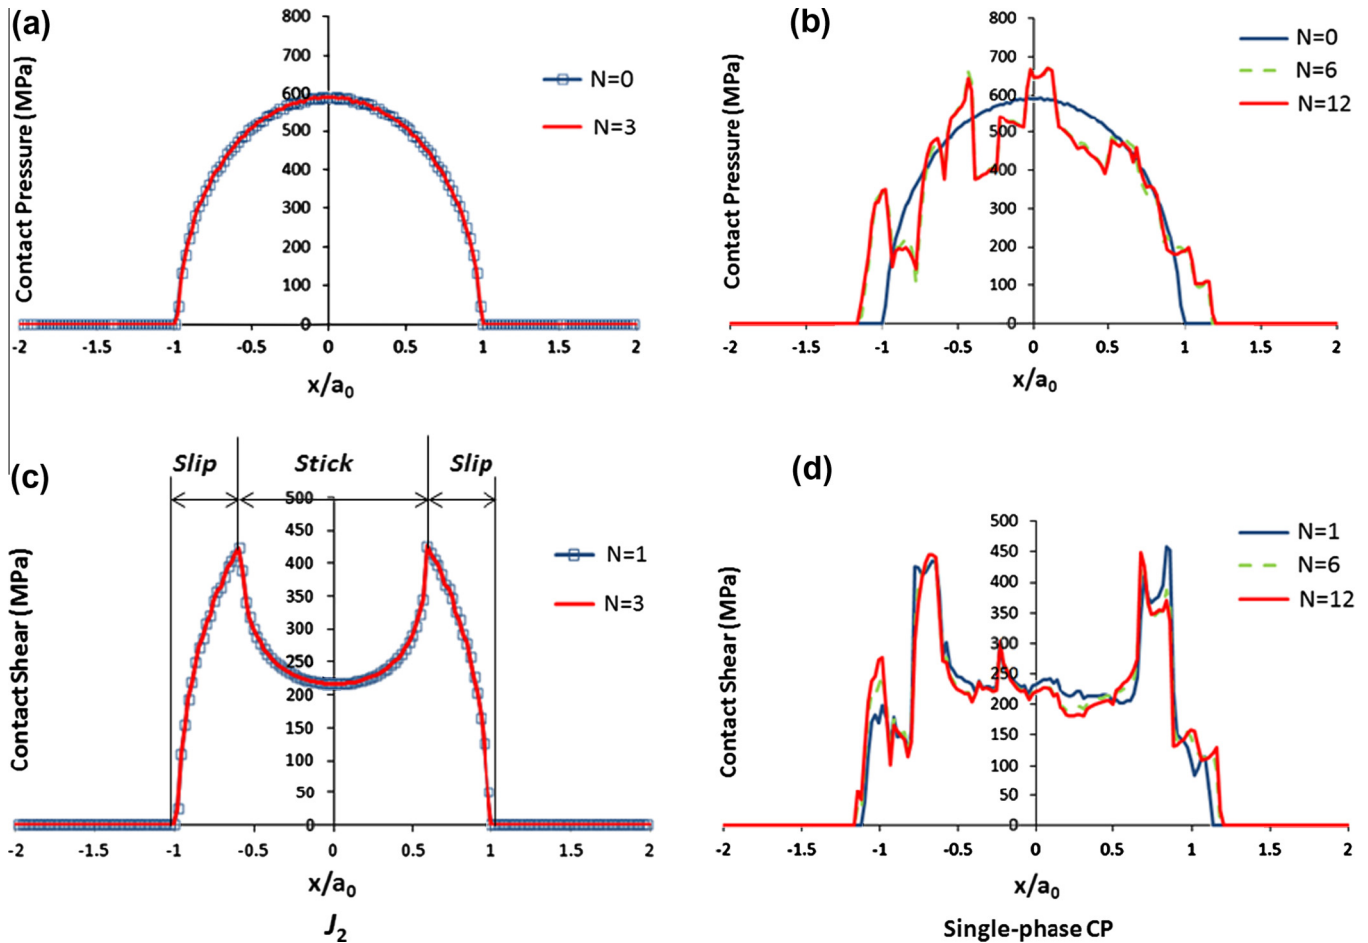 (a)
800
700
600
500
400
300
200
100
0
Contact Pressure (MPa)
-2 -1.5 -1 -0.5 0 0.5 1 1.5 2
x/a0
N=0
N=3
(b)
800
700
600
500
400
300
200
100
0
Contact Pressure (MPa)
-2 -1.5 -1 -0.5 0 0.5 1 1.5 2
x/a0
N=0
N=6
N=12
(c)
Slip Stick Slip
500
450
400
350
300
250
200
150
100
50
0
Contact Shear (MPa)
-2 -1.5 -1 -0.5 0 0.5 1 1.5 2
x/a0
N=1
N=3
J2
(d)
500
450
400
350
300
250
200
150
100
50
0
Contact Shear (MPa)
-2 -1.5 -1 -0.5 0 0.5 1 1.5 2
x/a0
N=1
N=6
N=12
Single-phase CP